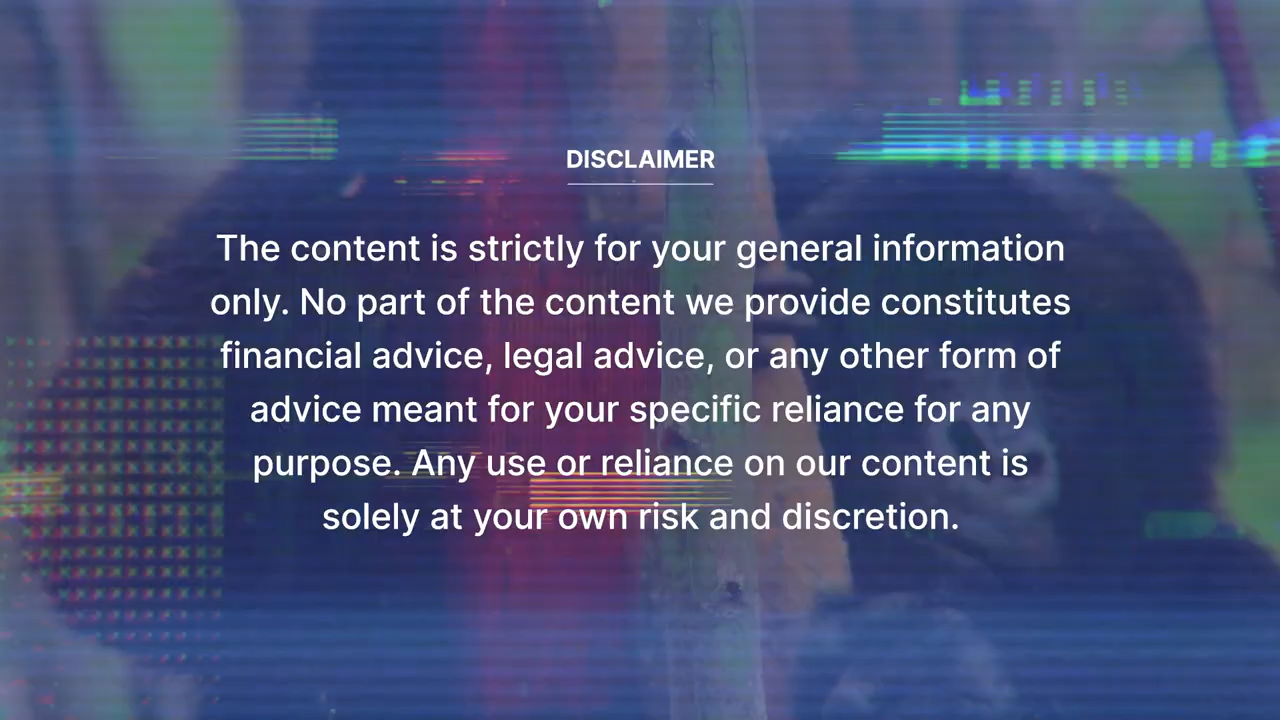 DISCLAIMER
The content is strictly for your general information
only. No part of the content we provide constitutes
financial advice, legal advice, or any other form of
advice meant for your specific reliance for any
purpose. Any use or reliance on our content is
solely at your own risk and discretion.